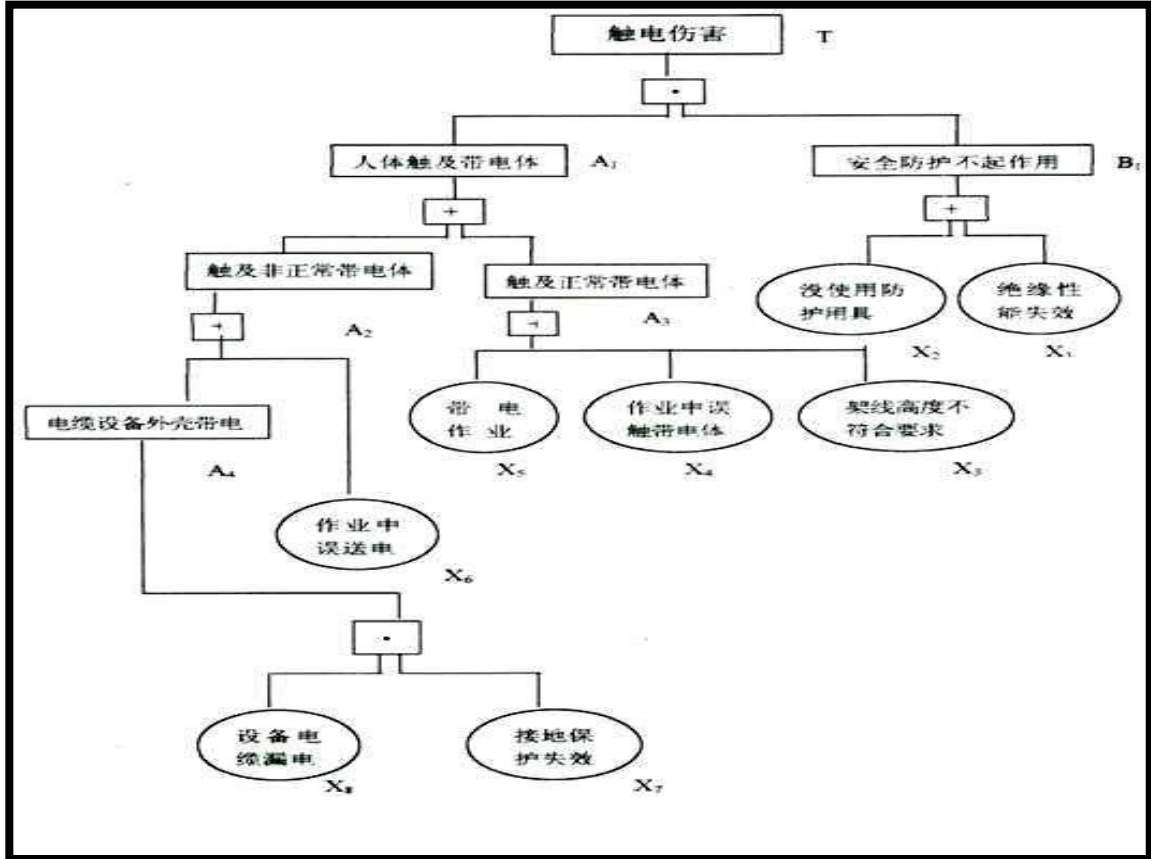 触电伤害 T
·
人体触及带电体 A₁
安全防护不起作用 B₁
+
+
触及非正常带电体
A₂
触及正常带电体
A₃
没使用防
护用具
X₂
绝缘性
能失效
X₁
+
+
电缆设备外壳带电
A₄
带 电
作 业
X₅
作业中误
触带电体
X₄
架线高度不
符合要求
X₃
作业中
误送电
X₆
·
设备电
缆漏电
X₈
接地保
护失效
X₇